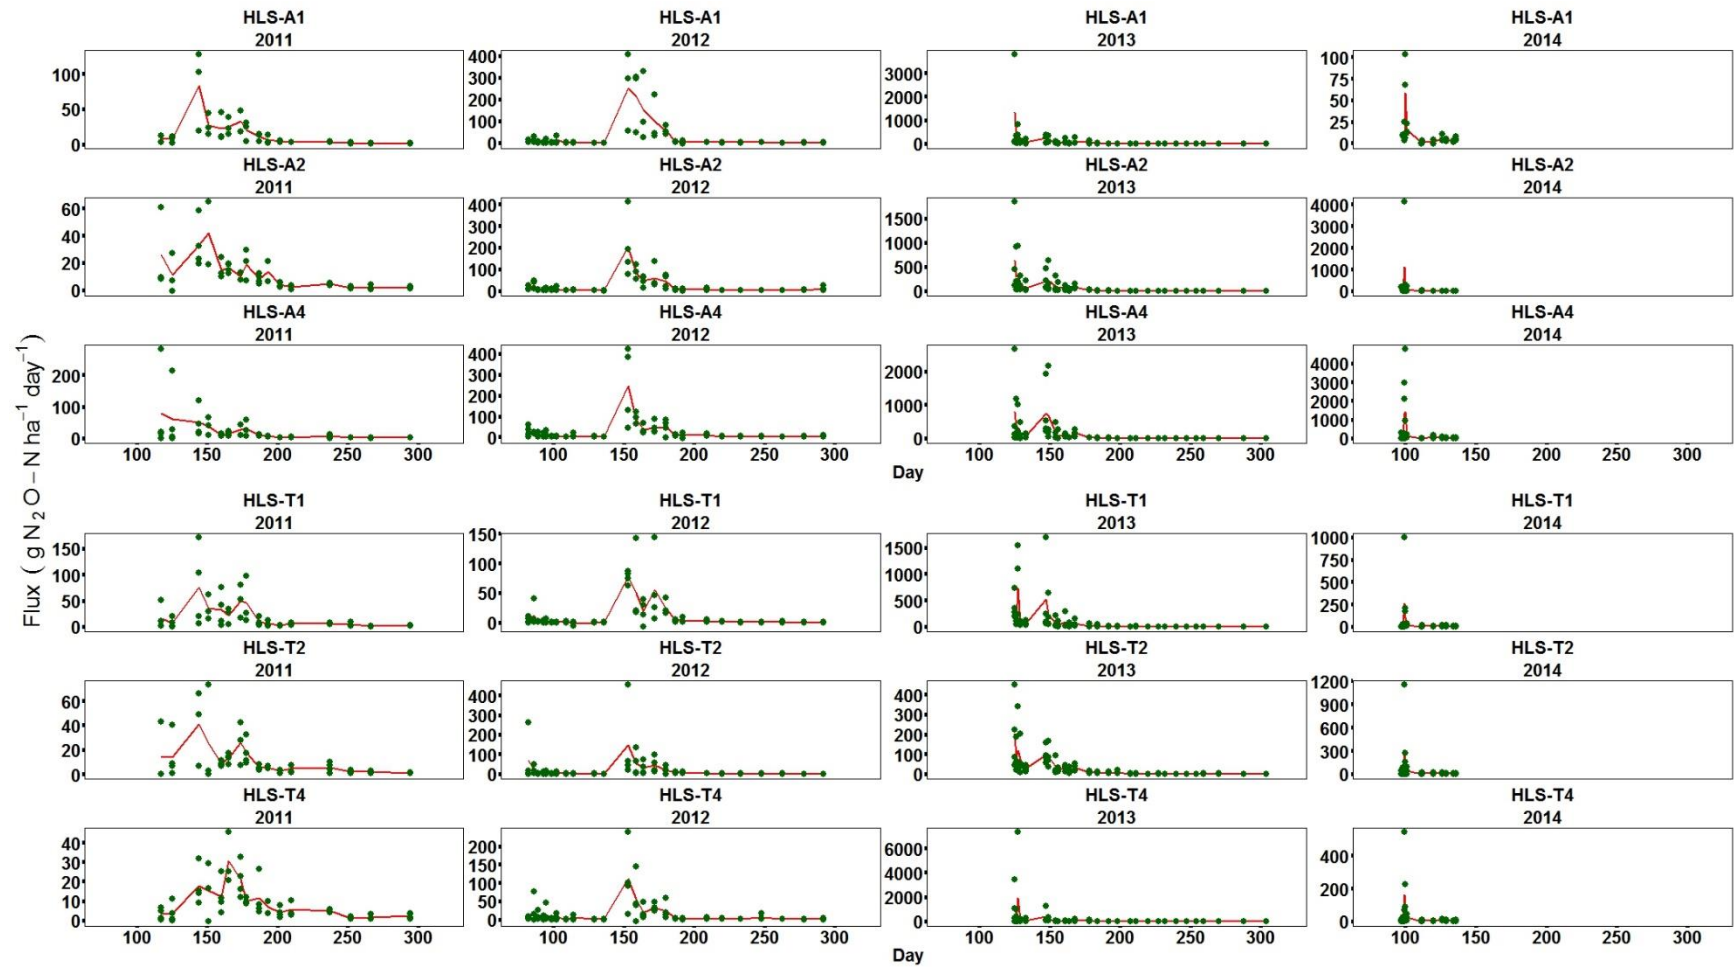 HLS-A1 HLS-A1 HLS-A1 HLS-A1
2011 2012 2013 2014
100 50 0
400 300 200 100 0
3000 2000 1000 0
100 75 50 25 0
HLS-A2 HLS-A2 HLS-A2 HLS-A2
2011 2012 2013 2014
60 40 20 0
400 300 200 100 0
1500 1000 500 0
4000 3000 2000 1000 0
HLS-A4 HLS-A4 HLS-A4 HLS-A4
2011 2012 2013 2014
200 100 0
400 300 200 100 0
2000 1000 0
4000 3000 2000 1000 0
100 150 200 250 300 100 150 200 250 300 100 150 200 250 300 100 150 200 250 300
Day
Flux ( g N₂O − N ha⁻¹ day⁻¹)
HLS-T1 HLS-T1 HLS-T1 HLS-T1
2011 2012 2013 2014
150 100 50 0
150 100 50 0
1500 1000 500 0
1000 750 500 250 0
HLS-T2 HLS-T2 HLS-T2 HLS-T2
2011 2012 2013 2014
60 40 20 0
400 300 200 100 0
400 300 200 100 0
1200 900 600 300 0
HLS-T4 HLS-T4 HLS-T4 HLS-T4
2011 2012 2013 2014
40 30 20 10 0
200 150 100 50 0
6000 4000 2000 0
400 200 0
100 150 200 250 300 100 150 200 250 300 100 150 200 250 300 100 150 200 250 300
Day